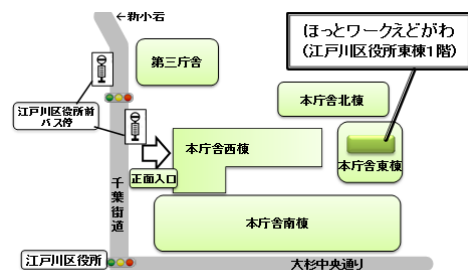 ←新小岩
ほっとワークえどがわ
(江戸川区役所東棟1階)
第三庁舎
本庁舎北棟
江戸川区役所前
バス停
本庁舎西棟
本庁舎東棟
正面入口
千葉街道
本庁舎南棟
江戸川区役所
大杉中央通り